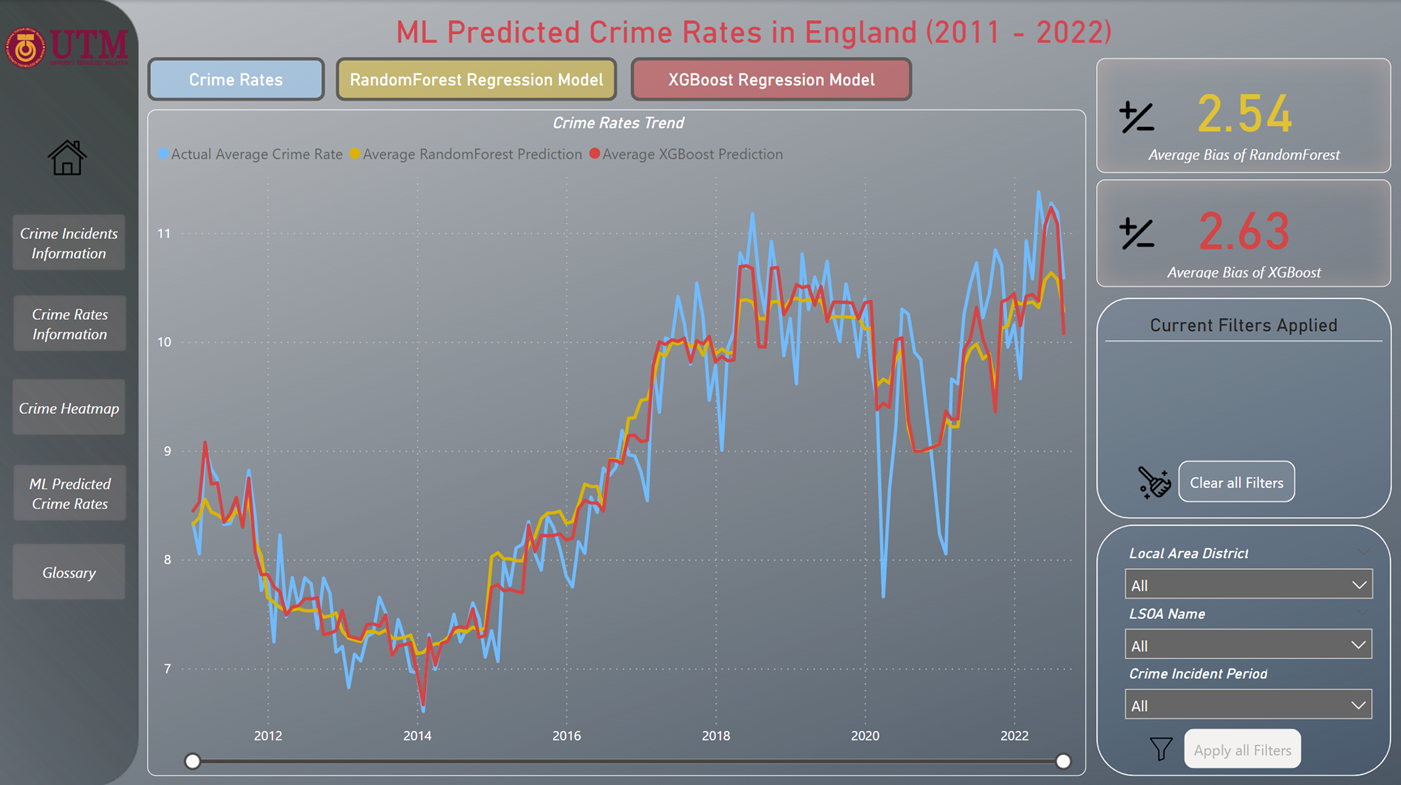 UTM
ML Predicted Crime Rates in England (2011 - 2022)
Crime Rates
RandomForest Regression Model
XGBoost Regression Model
Crime Incidents
Information
Crime Rates
Information
Crime Heatmap
ML Predicted
Crime Rates
Glossary
Crime Rates Trend
Actual Average Crime Rate
Average RandomForest Prediction
Average XGBoost Prediction
11
10
9
8
7
2012
2014
2016
2018
2020
2022
2.54
Average Bias of RandomForest
2.63
Average Bias of XGBoost
Current Filters Applied
Clear all Filters
Local Area District
All
LSOA Name
All
Crime Incident Period
All
Apply all Filters